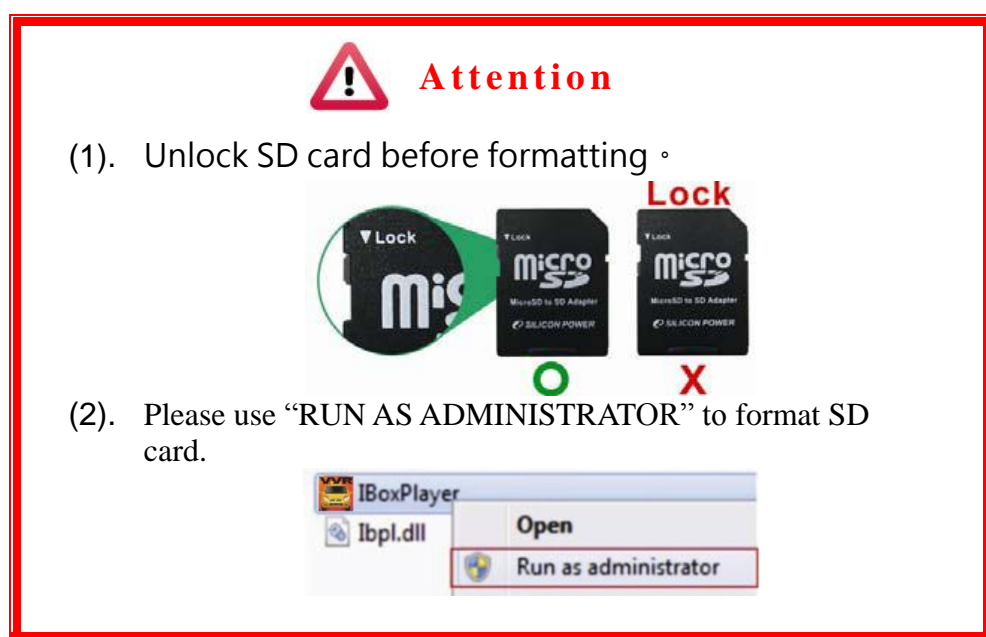 Attention
(1). Unlock SD card before formatting。
Lock
▼Lock
mic
▼Lock
micro
SD
MicroSD to SD Adapter
SILICON POWER
▼Lock
micro
SD
MicroSD to SD Adapter
SILICON POWER
O
X
(2). Please use “RUN AS ADMINISTRATOR” to format SD
card.
VVR
IBoxPlayer
Ibpl.dll
Open
Run as administrator